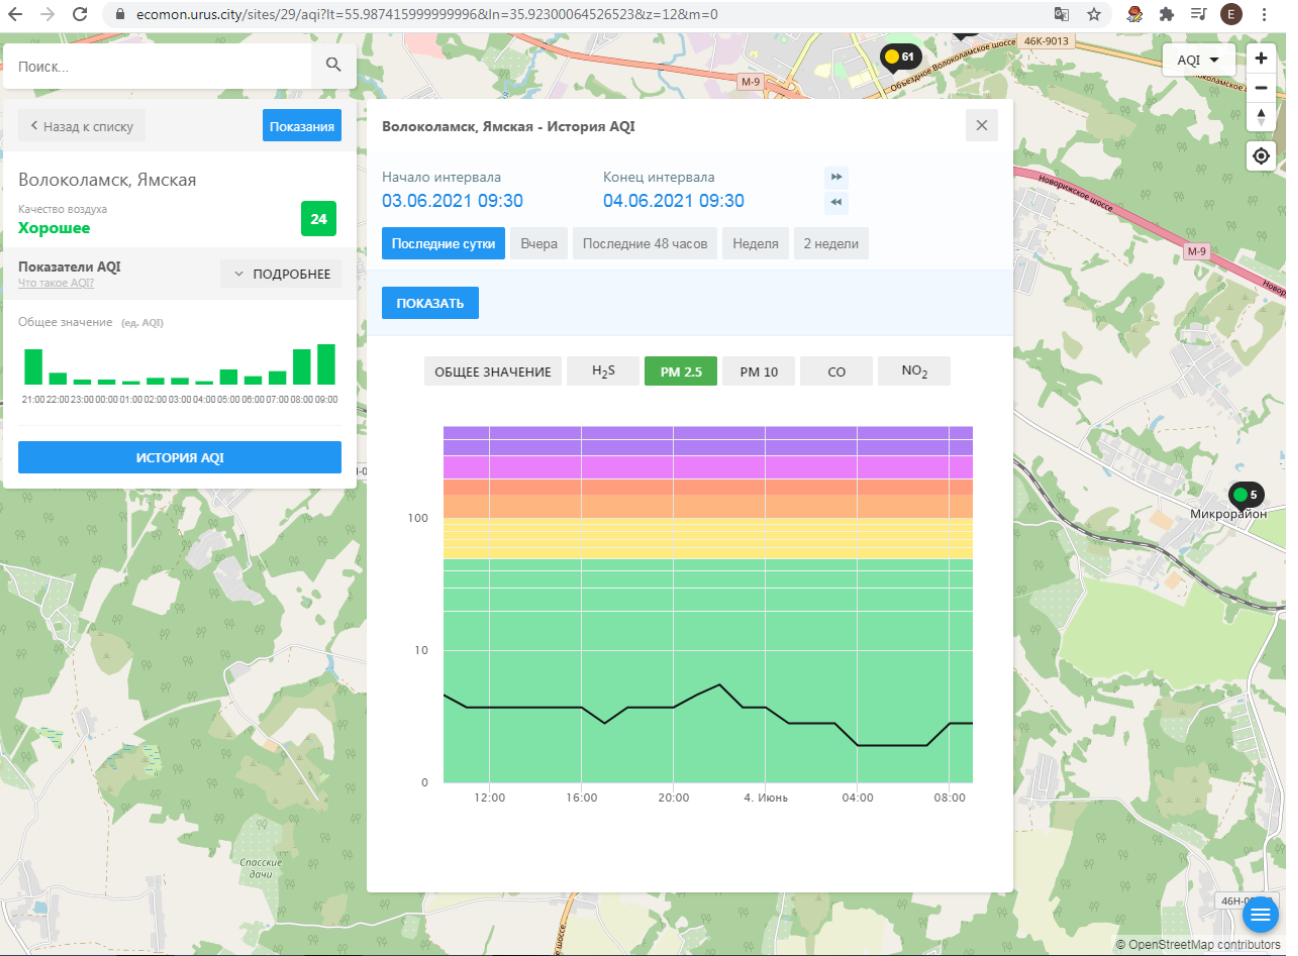 ecomon.urus.city/sites/29/aqi?lt=55.987415999999996&ln=35.92300064526523&z=12&m=0
E
Поиск...
Назад к списку
Показания
Волоколамск, Ямская
Качество воздуха
Хорошее
24
Показатели AQI
Что такое AQI?
ПОДРОБНЕЕ
Общее значение (ед. AQI)
21:00 22:00 23:00 00:00 01:00 02:00 03:00 04:00 05:00 06:00 07:00 08:00 09:00
ИСТОРИЯ AQI
Волоколамск, Ямская - История AQI
Начало интервала
Конец интервала
03.06.2021 09:30
04.06.2021 09:30
Последние сутки
Вчера
Последние 48 часов
Неделя
2 недели
ПОКАЗАТЬ
ОБЩЕЕ ЗНАЧЕНИЕ
H2S
PM 2.5
PM 10
CO
NO2
100
10
0
12:00
16:00
20:00
4. Июнь
04:00
08:00
M-9
61
Объездное Волоколамское шоссе
46К-9013
AQI
Новорижское шоссе
M-9
5
Микрорайон
Спасские
дачи
шоссе
© OpenStreetMap contributors